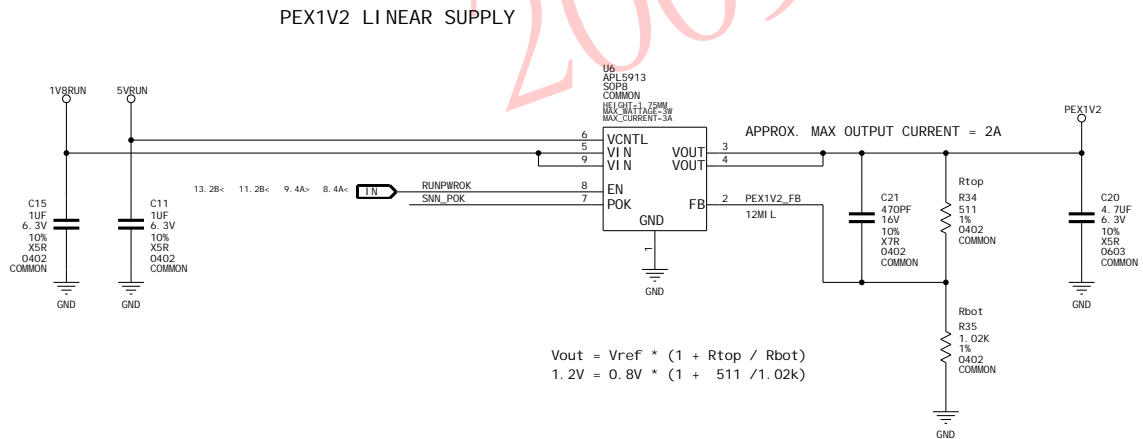 PEX1V2 LINEAR SUPPLY
200
U6
APL5913
SOP8
COMMON
HEIGHT=1.75MM
MAX_WATTAGE=3W
MAX_CURRENT=3A
1V8RUN
5VRUN
PEX1V2
APPROX. MAX OUTPUT CURRENT = 2A
6 VCNTL
5 VIN
9 VIN
VOUT 3
VOUT 4
13.2B< 11.2B< 9.4A> 8.4A< IN RUNPWROK 8 EN
SNN_POK 7 POK
FB 2 PEX1V2_FB
12MIL
GND
1
GND
C15
1UF
6.3V
10%
X5R
0402
COMMON
GND
C11
1UF
6.3V
10%
X5R
0402
COMMON
GND
C21
470PF
16V
10%
X7R
0402
COMMON
Rtop
R34
511
1%
0402
COMMON
C20
4.7UF
6.3V
10%
X5R
0603
COMMON
GND
Rbot
R35
1.02K
1%
0402
COMMON
GND
Vout = Vref * (1 + Rtop / Rbot)
1.2V = 0.8V * (1 + 511 /1.02k)